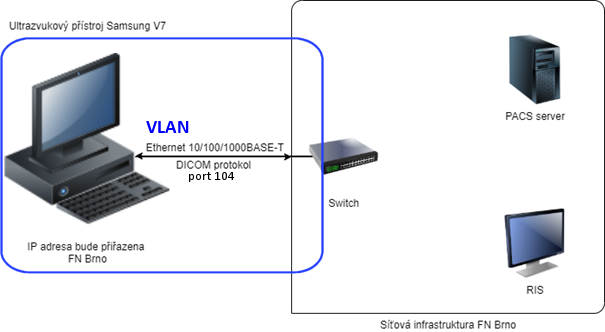 Ultrazvukový přístroj Samsung V7
VLAN
Ethernet 10/100/1000BASE-T
DICOM protokol
port 104
IP adresa bude přiřazena
FN Brno
Switch
PACS server
RIS
Síťová infrastruktura FN Brno